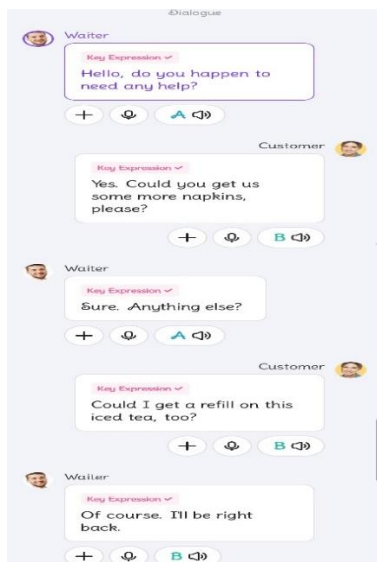 Dialogue
Waiter
Key Expression ✓
Hello, do you happen to
need any help?
A
Customer
Key Expression ✓
Yes. Could you get us
some more napkins,
please?
B
Waiter
Key Expression ✓
Sure. Anything else?
A
Customer
Key Expression ✓
Could I get a refill on this
iced tea, too?
B
Waiter
Key Expression ✓
Of course. I'll be right
back.
B